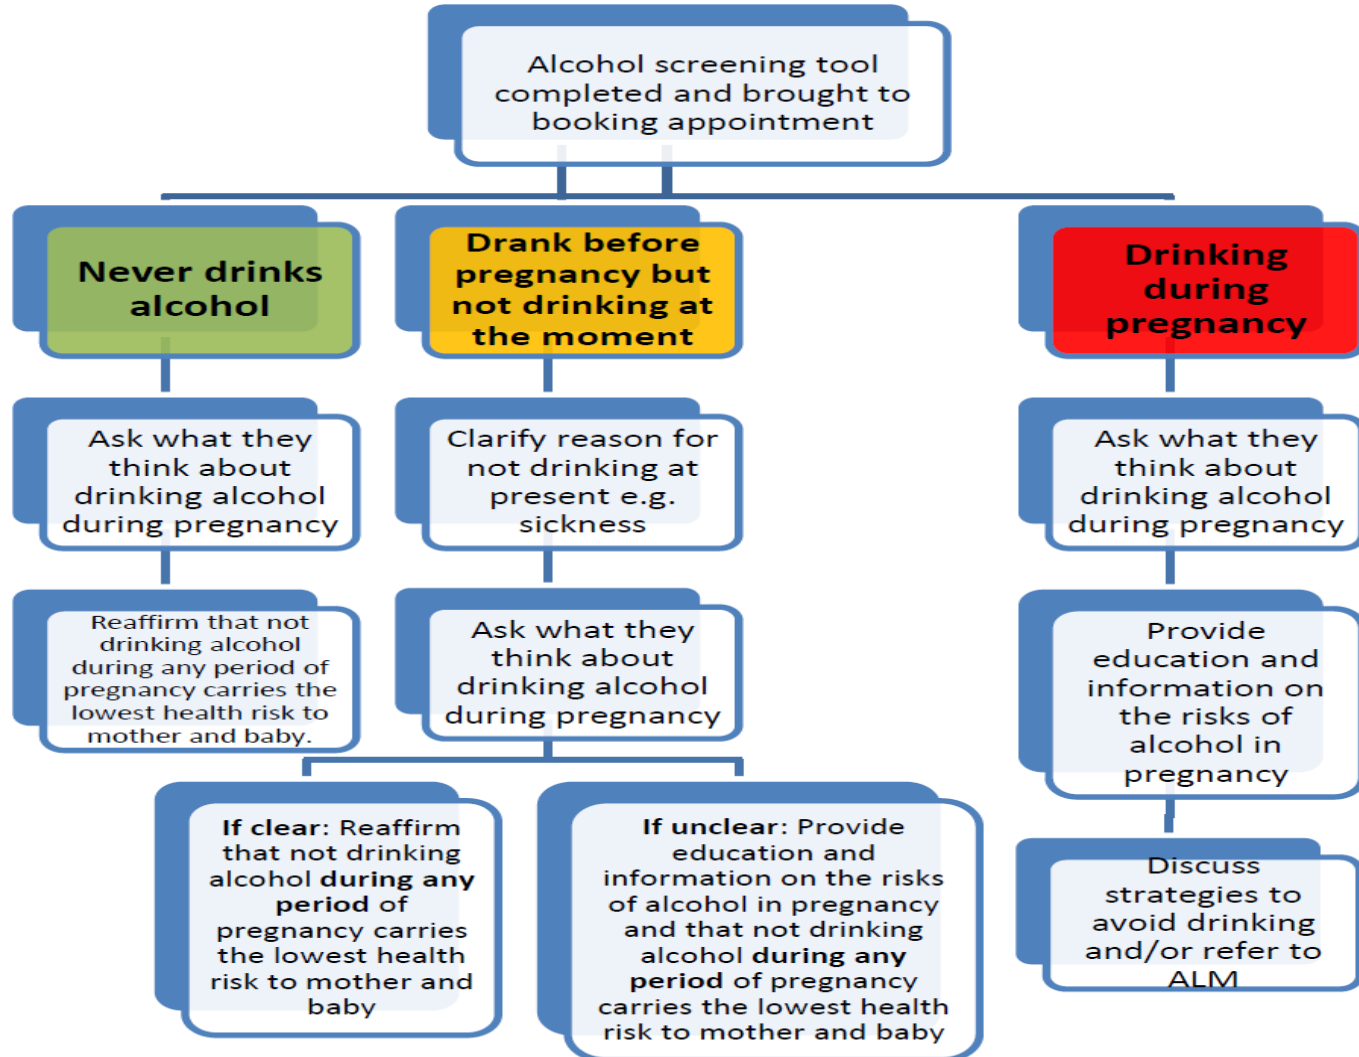 Alcohol screening tool
completed and brought to
booking appointment
Never drinks
alcohol
Drank before
pregnancy but
not drinking at
the moment
Drinking
during
pregnancy
Ask what they
think about
drinking alcohol
during pregnancy
Clarify reason for
not drinking at
present e.g.
sickness
Ask what they
think about
drinking alcohol
during pregnancy
Reaffirm that not
drinking alcohol
during any period of
pregnancy carries the
lowest health risk to
mother and baby.
Ask what they
think about
drinking alcohol
during pregnancy
Provide
education and
information on
the risks of
alcohol in
pregnancy
If clear: Reaffirm
that not drinking
alcohol during any
period of
pregnancy carries
the lowest health
risk to mother and
baby
If unclear: Provide
education and
information on the risks
of alcohol in pregnancy
and that not drinking
alcohol during any
period of pregnancy
carries the lowest health
risk to mother and baby
Discuss
strategies to
avoid drinking
and/or refer to
ALM